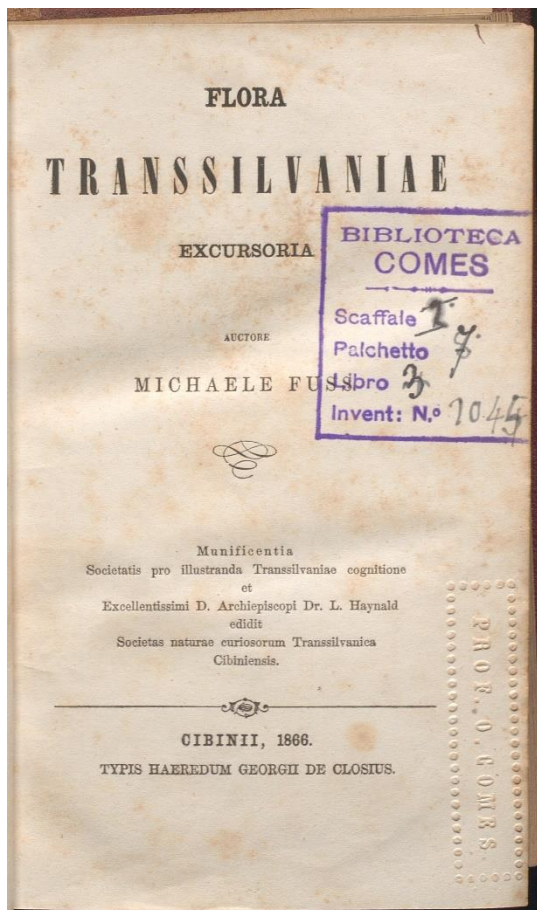 FLORA
TRANSSILVANIAE
EXCURSORIA
AUCTORE
MICHAELE FUSS.
BIBLIOTECA
COMES
Scaffale I.
Palchetto 7.
Libro 3
Invent: N.º 1045
Munificentia
Societatis pro illustranda Transsilvaniae cognitione
et
Excellentissimi D. Archiepiscopi Dr. L. Haynald
edidit
Societas naturae curiosorum Transsilvanica
Cibiniensis.
CIBINII, 1866.
TYPIS HAEREDUM GEORGII DE CLOSIUS.
PROF. O. COMES